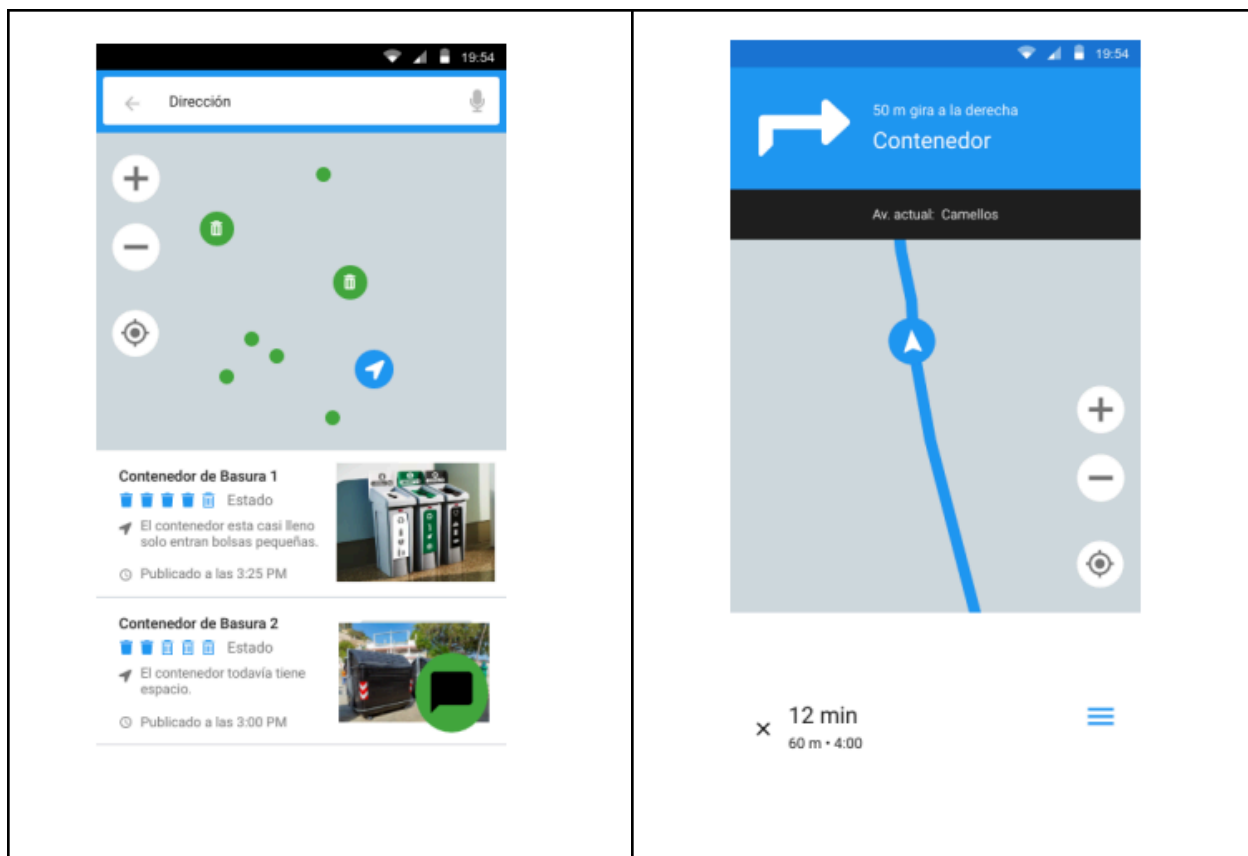 19:54
Dirección
Contenedor de Basura 1
Estado
El contenedor esta casi lleno
solo entran bolsas pequeñas.
Publicado a las 3:25 PM
Contenedor de Basura 2
Estado
El contenedor todavía tiene
espacio.
Publicado a las 3:00 PM
19:54
50 m gira a la derecha
Contenedor
Av. actual: Camellos
12 min
60 m • 4:00